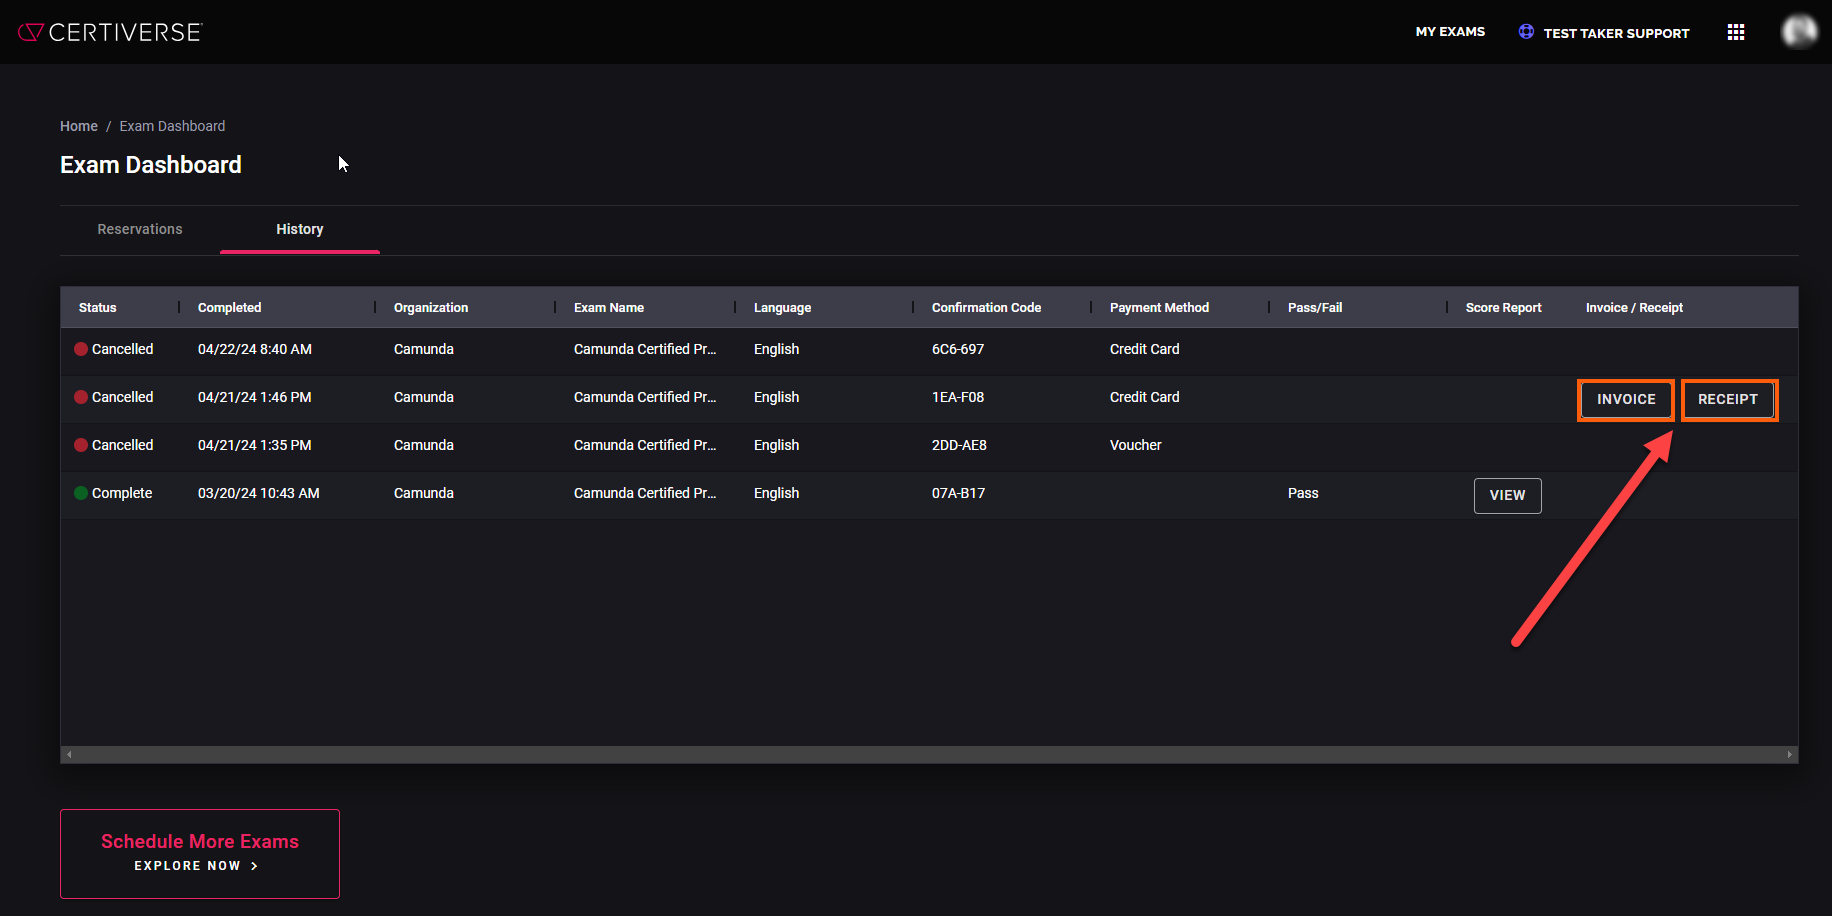 CERTIVERSE
MY EXAMS
TEST TAKER SUPPORT
Home / Exam Dashboard
Exam Dashboard
Reservations History
Status Completed Organization Exam Name Language Confirmation Code Payment Method Pass/Fail Score Report Invoice / Receipt
Cancelled 04/22/24 8:40 AM Camunda Camunda Certified Pr... English 6C6-697 Credit Card
Cancelled 04/21/24 1:46 PM Camunda Camunda Certified Pr... English 1EA-F08 Credit Card INVOICE RECEIPT
Cancelled 04/21/24 1:35 PM Camunda Camunda Certified Pr... English 2DD-AE8 Voucher
Complete 03/20/24 10:43 AM Camunda Camunda Certified Pr... English 07A-B17 Pass VIEW
Schedule More Exams
EXPLORE NOW >